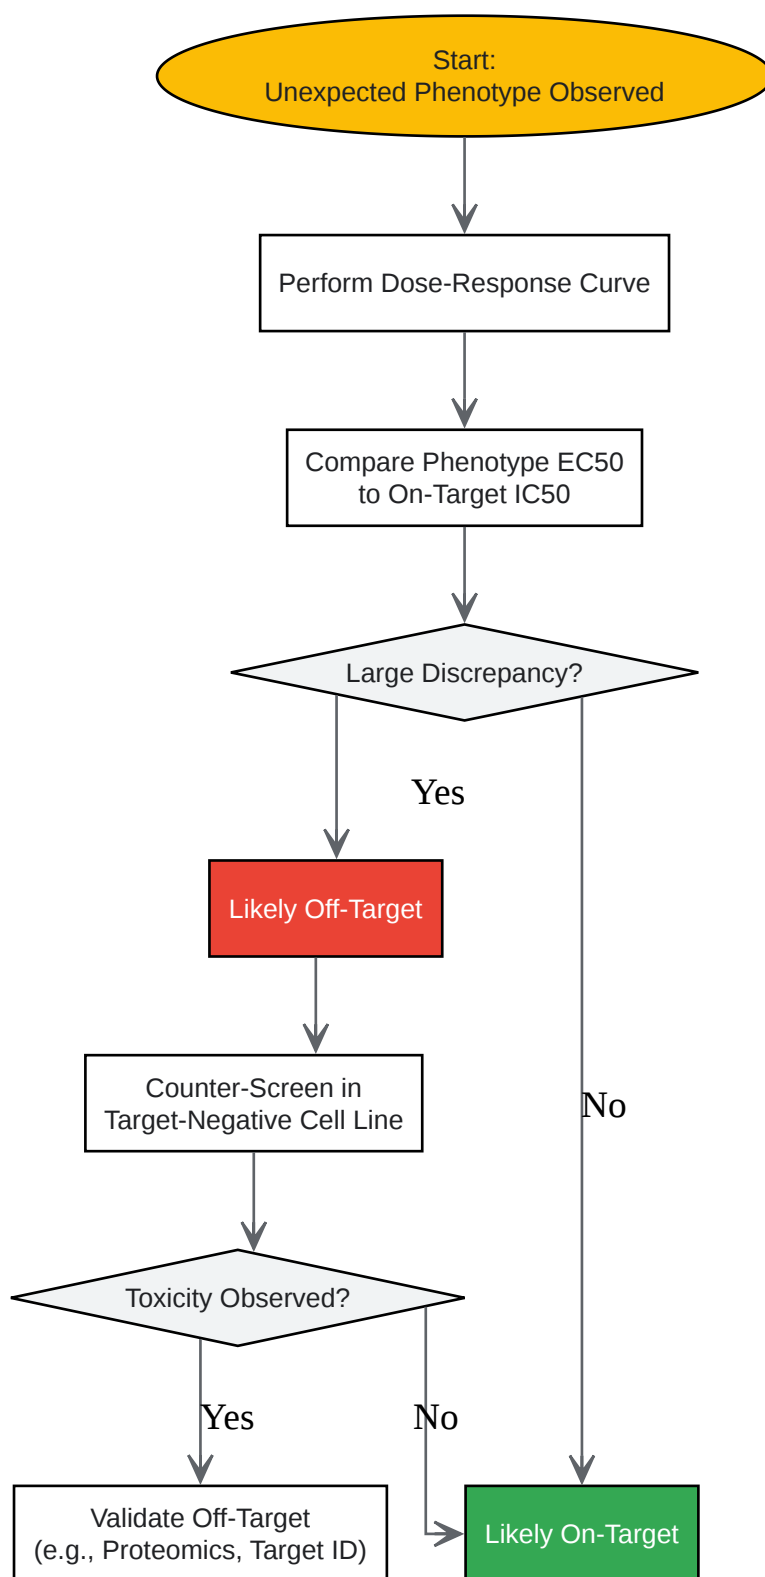 Start:
Unexpected Phenotype Observed
Perform Dose-Response Curve
Compare Phenotype EC50
to On-Target IC50
Large Discrepancy?
Yes
Likely Off-Target
Counter-Screen in
Target-Negative Cell Line
No
Toxicity Observed?
Yes
No
Validate Off-Target
(e.g., Proteomics, Target ID)
Likely On-Target